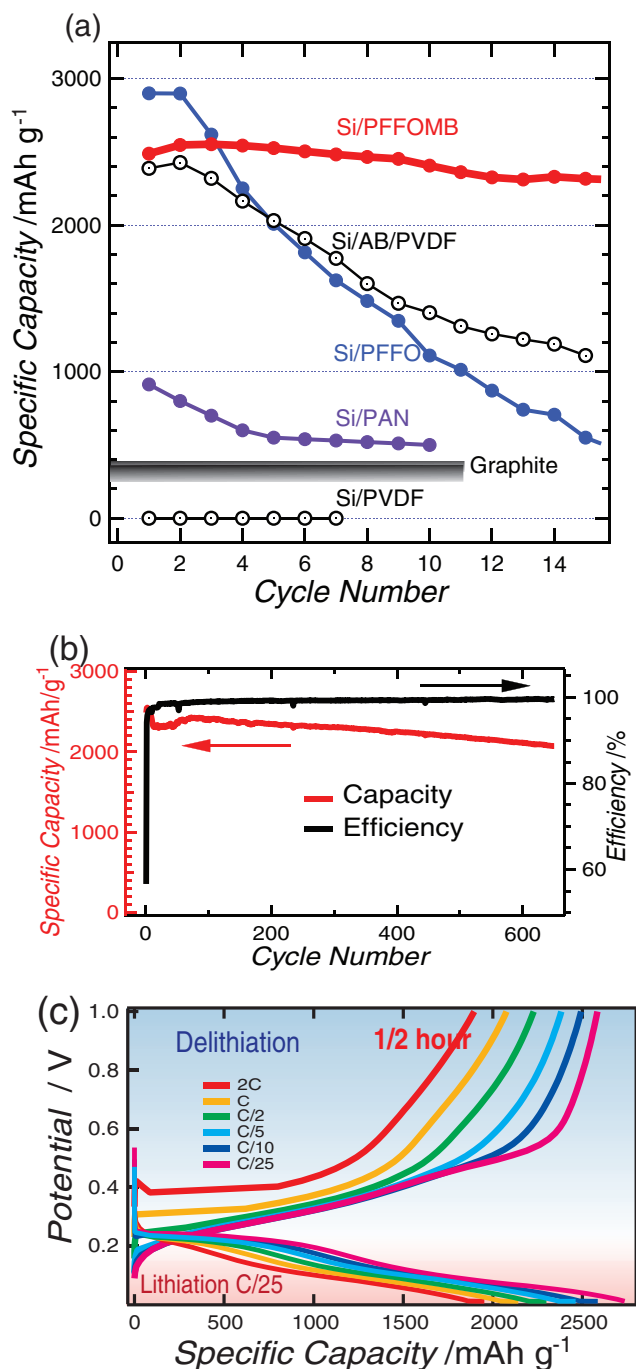 (a)
3000
Si/PFFOMB
2000
Si/AB/PVDF
Si/PFFO
1000
Si/PAN
Graphite
Si/PVDF
0
Specific Capacity /mAh g⁻¹
0 2 4 6 8 10 12 14
Cycle Number
(b)
3000
2000
1000
0
Specific Capacity /mAh/g⁻¹
100
80
60
Efficiency /%
Capacity
Efficiency
0 200 400 600
Cycle Number
(c)
1.0
0.8
0.6
0.4
0.2
Potential / V
Delithiation
1/2 hour
2C
C
C/2
C/5
C/10
C/25
Lithiation C/25
0 500 1000 1500 2000 2500
Specific Capacity /mAh g⁻¹